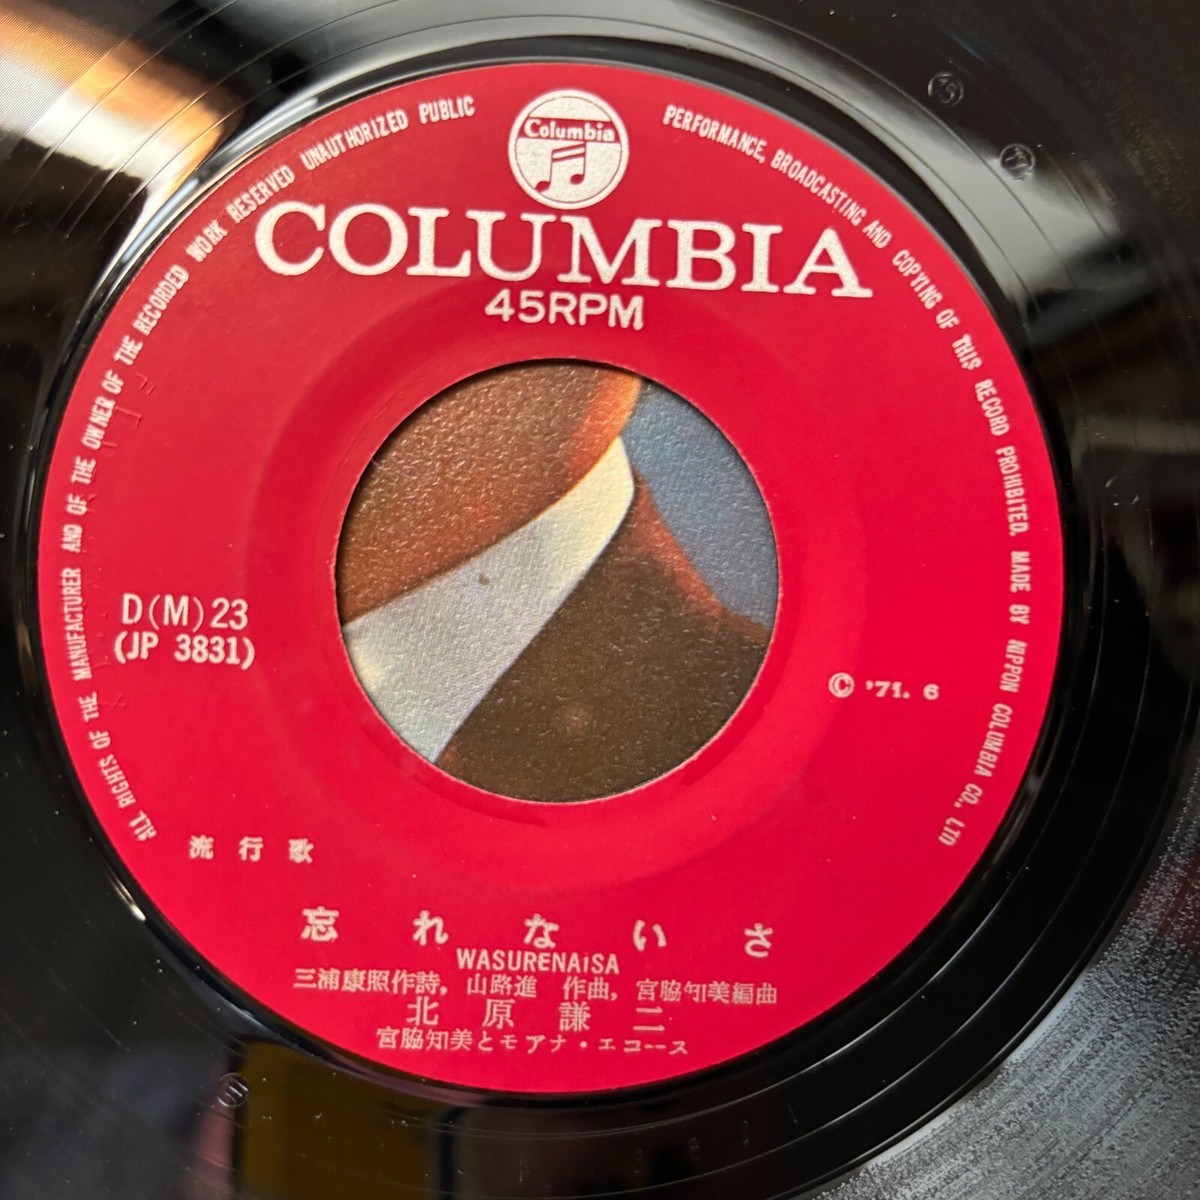 ALL RIGHTS OF THE MANUFACTURER AND OF THE OWNER OF THE RECORDED WORK RESERVED UNAUTHORIZED PUBLIC PERFORMANCE, BROADCASTING AND COPYING OF THIS RECORD PROHIBITED. MADE BY NIPPON COLUMBIA CO., LTD
Columbia
COLUMBIA
45RPM
D(M)23
(JP 3831)
© '71. 6
流行歌
忘れないさ
WASURENAiSA
三浦康照作詩, 山路進 作曲, 宮脇知美編曲
北原謙二
宮脇知美とモアナ・エコース